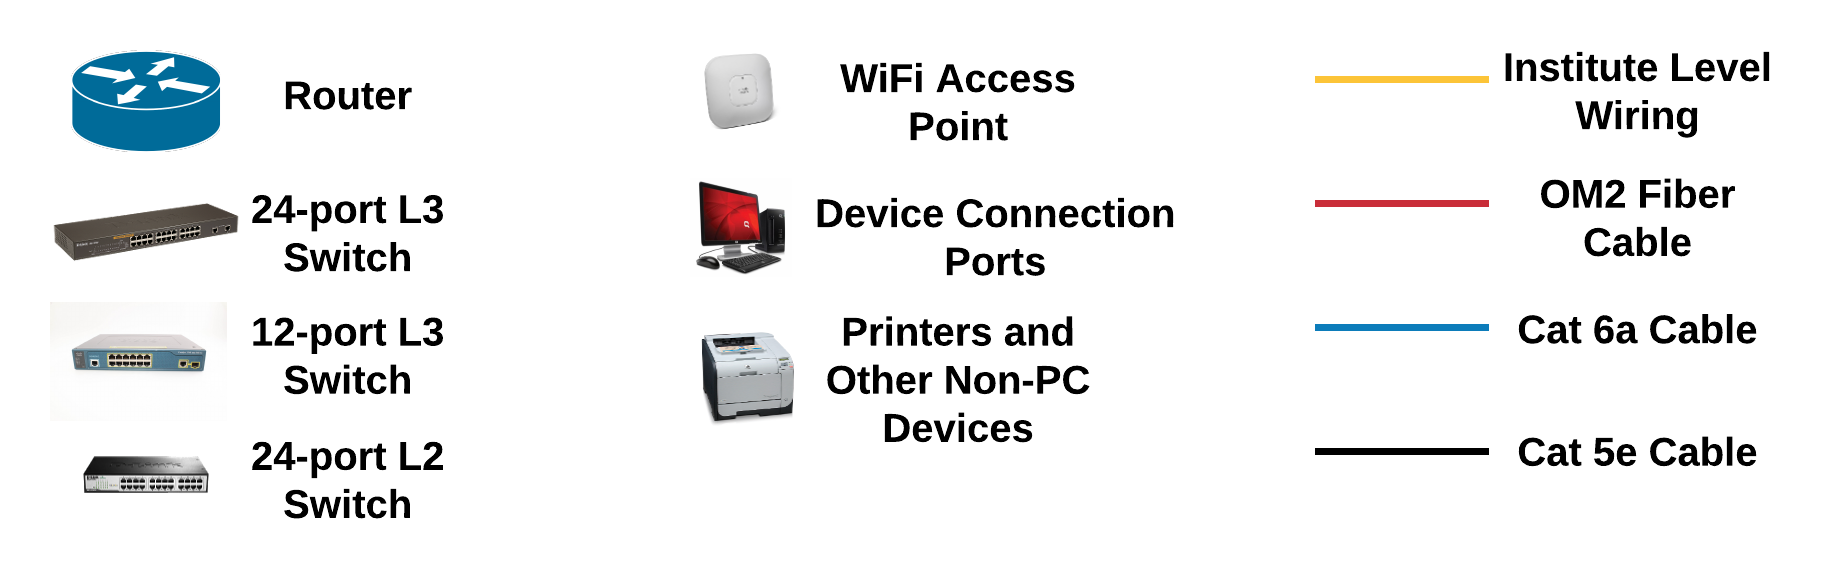 Router
24-port L3
Switch
12-port L3
Switch
24-port L2
Switch
WiFi Access
Point
Device Connection
Ports
Printers and
Other Non-PC
Devices
Institute Level
Wiring
OM2 Fiber
Cable
Cat 6a Cable
Cat 5e Cable